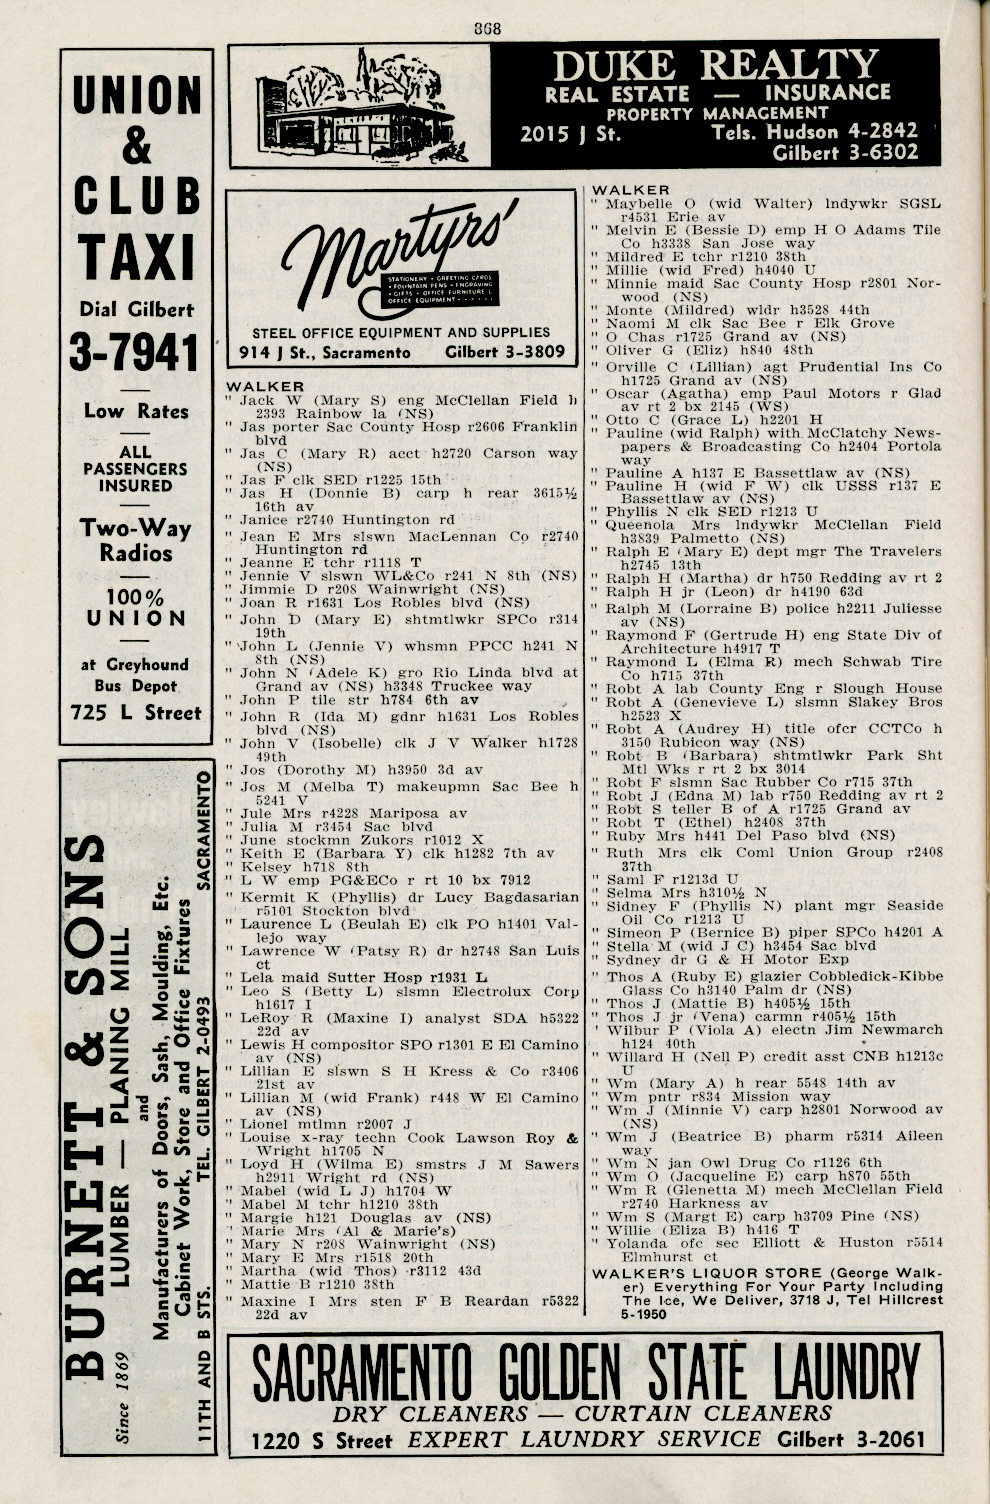 868
UNION
&
CLUB
TAXI
Dial Gilbert
3-7941
Low Rates
ALL
PASSENGERS
INSURED
Two-Way
Radios
100%
UNION
at Greyhound
Bus Depot
725 L Street
BURNETT & SONS
Since 1869 LUMBER — PLANING MILL
and
Manufacturers of Doors, Sash, Moulding, Etc.
Cabinet Work, Store and Office Fixtures
11TH AND B STS. TEL. GILBERT 2-0493 SACRAMENTO
DUKE REALTY
REAL ESTATE — INSURANCE
PROPERTY MANAGEMENT
2015 J St. Tels. Hudson 4-2842
Gilbert 3-6302
Martyrs'
STATIONERY • GREETING CARDS
• FOUNTAIN PENS • ENGRAVING
• GIFTS • OFFICE FURNITURE
OFFICE EQUIPMENT
STEEL OFFICE EQUIPMENT AND SUPPLIES
914 J St., Sacramento Gilbert 3-3809
WALKER
" Jack W (Mary S) eng McClellan Field h
2393 Rainbow la (NS)
" Jas porter Sac County Hosp r2606 Franklin
blvd
" Jas C (Mary R) acct h2720 Carson way
(NS)
" Jas F clk SED r1225 15th
" Jas H (Donnie B) carp h rear 3615½
16th av
" Janice r2740 Huntington rd
" Jean E Mrs slswn MacLennan Co r2740
Huntington rd
" Jeanne E tchr r1118 T
" Jennie V slswn WL&Co r241 N 8th (NS)
" Jimmie D r208 Wainwright (NS)
" Joan R r1631 Los Robles blvd (NS)
" John D (Mary E) shtmtlwkr SPCo r314
19th
" John L (Jennie V) whsmn PPCC h241 N
8th (NS)
" John N (Adele K) gro Rio Linda blvd at
Grand av (NS) h3348 Truckee way
" John P tile str h784 6th av
" John R (Ida M) gdnr h1631 Los Robles
blvd (NS)
" John V (Isobelle) clk J V Walker h1728
49th
" Jos (Dorothy M) h3950 3d av
" Jos M (Melba T) makeupmn Sac Bee h
5241 V
" Jule Mrs r4228 Mariposa av
" Julia M r3454 Sac blvd
" June stockmn Zukors r1012 X
" Keith E (Barbara Y) clk h1282 7th av
" Kelsey h718 8th
" L W emp PG&ECo r rt 10 bx 7912
" Kermit K (Phyllis) dr Lucy Bagdasarian
r5101 Stockton blvd
" Laurence L (Beulah E) clk PO h1401 Val-
lejo way
" Lawrence W (Patsy R) dr h2748 San Luis
ct
" Lela maid Sutter Hosp r1931 L
" Leo S (Betty L) slsmn Electrolux Corp
h1617 I
" LeRoy R (Maxine I) analyst SDA h5322
22d av
" Lewis H compositor SPO r1301 E El Camino
av (NS)
" Lillian E slswn S H Kress & Co r3406
21st av
" Lillian M (wid Frank) r448 W El Camino
av (NS)
" Lionel mtlmn r2007 J
" Louise x-ray techn Cook Lawson Roy &
Wright h1705 N
" Loyd H (Wilma E) smstrs J M Sawers
h2911 Wright rd (NS)
" Mabel (wid L J) h1704 W
" Mabel M tchr h1210 38th
" Margie h121 Douglas av (NS)
" Marie Mrs (Al & Marie's)
" Mary N r208 Wainwright (NS)
" Mary E Mrs r1518 20th
" Martha (wid Thos) r3112 43d
" Mattie B r1210 38th
" Maxine I Mrs sten F B Reardan r5322
22d av
WALKER
" Maybelle O (wid Walter) lndywkr SGSL
r4531 Erie av
" Melvin E (Bessie D) emp H O Adams Tile
Co h3338 San Jose way
" Mildred E tchr r1210 38th
" Millie (wid Fred) h4040 U
" Minnie maid Sac County Hosp r2801 Nor-
wood (NS)
" Monte (Mildred) wldr h3528 44th
" Naomi M clk Sac Bee r Elk Grove
" O Chas r1725 Grand av (NS)
" Oliver G (Eliz) h840 48th
" Orville C (Lillian) agt Prudential Ins Co
h1725 Grand av (NS)
" Oscar (Agatha) emp Paul Motors r Glad
av rt 2 bx 2145 (WS)
" Otto C (Grace L) h2201 H
" Pauline (wid Ralph) with McClatchy News-
papers & Broadcasting Co h2404 Portola
way
" Pauline A h137 E Bassettlaw av (NS)
" Pauline H (wid F W) clk USSS r137 E
Bassettlaw av (NS)
" Phyllis N clk SED r1213 U
" Queenola Mrs lndywkr McClellan Field
h3839 Palmetto (NS)
" Ralph E (Mary E) dept mgr The Travelers
h2745 13th
" Ralph H (Martha) dr h750 Redding av rt 2
" Ralph H jr (Leon) dr h4190 63d
" Ralph M (Lorraine B) police h2211 Juliesse
av (NS)
" Raymond F (Gertrude H) eng State Div of
Architecture h4917 T
" Raymond L (Elma R) mech Schwab Tire
Co h715 37th
" Robt A lab County Eng r Slough House
" Robt A (Genevieve L) slsmn Slakey Bros
h2523 X
" Robt A (Audrey H) title ofcr CCTCo h
3150 Rubicon way (NS)
" Robt B (Barbara) shtmtlwkr Park Sht
Mtl Wks r rt 2 bx 3014
" Robt F slsmn Sac Rubber Co r715 37th
" Robt J (Edna M) lab r750 Redding av rt 2
" Robt S teller B of A r1725 Grand av
" Robt T (Ethel) h2408 37th
" Ruby Mrs h441 Del Paso blvd (NS)
" Ruth Mrs clk Coml Union Group r2408
37th
" Saml F r1213d U
" Selma Mrs h310½ N
" Sidney F (Phyllis N) plant mgr Seaside
Oil Co r1213 U
" Simeon P (Bernice B) piper SPCo h4201 A
" Stella M (wid J C) h3454 Sac blvd
" Sydney dr G & H Motor Exp
" Thos A (Ruby E) glazier Cobbledick-Kibbe
Glass Co h3140 Palm dr (NS)
" Thos J (Mattie B) h405½ 15th
" Thos J jr (Vena) carmn r405½ 15th
' Wilbur P (Viola A) electn Jim Newmarch
h124 40th
" Willard H (Nell P) credit asst CNB h1213c
U
" Wm (Mary A) h rear 5548 14th av
" Wm pntr r834 Mission way
" Wm J (Minnie V) carp h2801 Norwood av
(NS)
" Wm J (Beatrice B) pharm r5314 Aileen
way
" Wm N jan Owl Drug Co r1126 6th
" Wm O (Jacqueline E) carp h870 55th
" Wm R (Glenetta M) mech McClellan Field
r2740 Harkness av
" Wm S (Margt E) carp h3709 Pine (NS)
" Willie (Eliza B) h416 T
" Yolanda ofc sec Elliott & Huston r5514
Elmhurst ct
WALKER'S LIQUOR STORE (George Walk-
er) Everything For Your Party Including
The Ice, We Deliver, 3718 J, Tel Hillcrest
5-1950
SACRAMENTO GOLDEN STATE LAUNDRY
DRY CLEANERS — CURTAIN CLEANERS
1220 S Street EXPERT LAUNDRY SERVICE Gilbert 3-2061